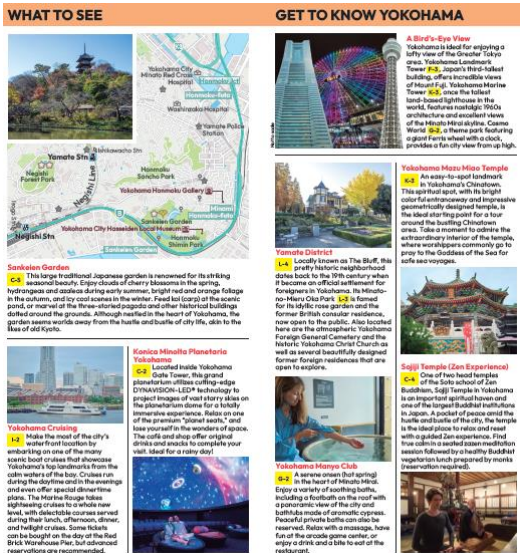 WHAT TO SEE
Yokohama City
Minato Red Cross
Hospital
Honmoku Jct
Honmoku-futo
Washinzaka Hospital
Yamate Police
Station
Ishikawacho Stn
Yamate Stn
Negishi
Forest Park
Negishi Line
Honmoku
Sancho Park
Yokohama Honmoku Gallery
Minami
Honmoku-futo
Sankeien Garden
Yokohama City Hasseiden Local Museum
Negishi Stn
Honmoku
Shimin Park
Sankeien Garden
C-5 This large traditional Japanese garden is renowned for its striking
seasonal beauty. Enjoy clouds of cherry blossoms in the spring,
hydrangeas and azaleas during early summer, bright red and orange foliage
in the autumn, and icy cool scenes in the winter. Feed koi (carp) at the scenic
pond, or marvel at the three-storied pagoda and other historical buildings
dotted around the grounds. Although nestled in the heart of Yokohama, the
garden seems worlds away from the hustle and bustle of city life, akin to the
likes of old Kyoto.
Yokohama Cruising
I-2 Make the most of the city's
waterfront location by
embarking on one of the many
scenic boat cruises that showcase
Yokohama's top landmarks from the
calm waters of the bay. Cruises run
during the daytime and in the evenings
and even offer special dinnertime
plans. The Marine Rouge takes
sightseeing cruises to a whole new
level, with delectable courses served
during their lunch, afternoon, dinner,
and twilight cruises. Some tickets
can be bought on the day at the Red
Brick Warehouse Pier, but advanced
reservations are recommended.
Konica Minolta Planetaria
Yokohama
C-2 Located inside Yokohama
Gate Tower, this grand
planetarium utilizes cutting-edge
DYNAVISION-LED® technology to
project images of vast starry skies on
the planetarium dome for a totally
immersive experience. Relax on one
of the premium "planet seats," and
lose yourself in the wonders of space.
The café and shop offer original
drinks and snacks to complete your
visit. Ideal for a rainy day!
GET TO KNOW YOKOHAMA
A Bird's-Eye View
Yokohama is ideal for enjoying a
lofty view of the Greater Tokyo
area. Yokohama Landmark
Tower F-3, Japan's third-tallest
building, offers incredible views
of Mount Fuji. Yokohama Marine
Tower K-3, once the tallest
land-based lighthouse in the
world, features nostalgic 1960s
architecture and excellent views
of the Minato Mirai skyline. Cosmo
World G-2, a theme park featuring
a giant Ferris wheel with a clock,
provides a fun city view from up high.
Yamate District
L-4 Locally known as The Bluff, this
pretty historic neighborhood
dates back to the 19th century when
it became an official settlement for
foreigners in Yokohama. Its Minato-
no-Mieru Oka Park L-3 is famed
for its idyllic rose garden and the
former British consular residence,
now open to the public. Also located
here are the atmospheric Yokohama
Foreign General Cemetery and the
historic Yokohama Christ Church as
well as several beautifully designed
former foreign residences that are
open to explore.
Yokohama Manyo Club
G-2 A serene onsen (hot spring)
in the heart of Minato Mirai.
Enjoy a variety of soothing baths,
including a footbath on the roof with
a panoramic view of the city and
bathtubs made of aromatic cypress.
Peaceful private baths can also be
reserved. Relax with a massage, have
fun at the arcade game center, or
enjoy a drink and a bite to eat at the
restaurant.
Yokohama Mazu Miao Temple
K-3 An easy-to-spot landmark
in Yokohama's Chinatown.
This spiritual spot, with its bright
colorful entranceway and impressive
geometrically designed temple, is
the ideal starting point for a tour
around the bustling Chinatown
area. Take a moment to admire the
extraordinary interior of the temple,
where worshippers commonly go to
pray to the Goddess of the Sea for
safe sea voyages.
Sojiji Temple (Zen Experience)
C-4 One of two head temples
of the Soto school of Zen
Buddhism, Sojiji Temple in Yokohama
is an important spiritual haven and
one of the largest Buddhist institutions
in Japan. A pocket of peace amid the
hustle and bustle of the city, the temple
is the ideal place to relax and reset
with a guided Zen experience. Find
true calm in a seated zazen meditation
session followed by a healthy Buddhist
vegetarian lunch prepared by monks
(reservation required).